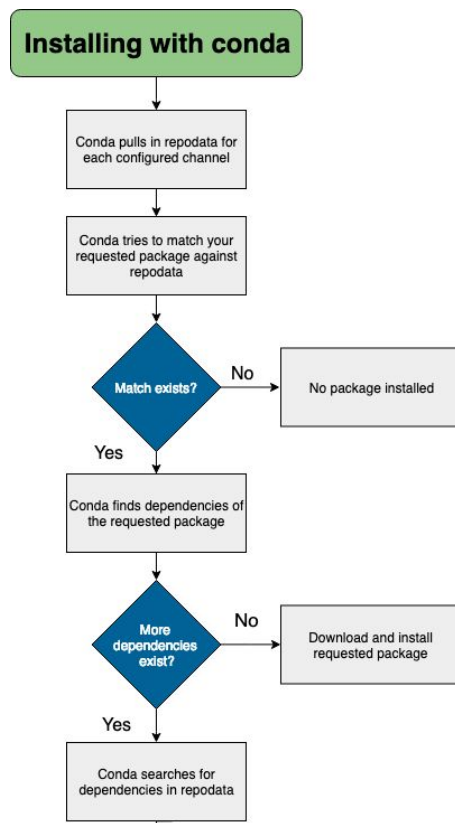 Installing with conda
Conda pulls in repodata for
each configured channel
Conda tries to match your
requested package against
repodata
Match exists?
No
No package installed
Yes
Conda finds dependencies of
the requested package
More
dependencies
exist?
No
Download and install
requested package
Yes
Conda searches for
dependencies in repodata